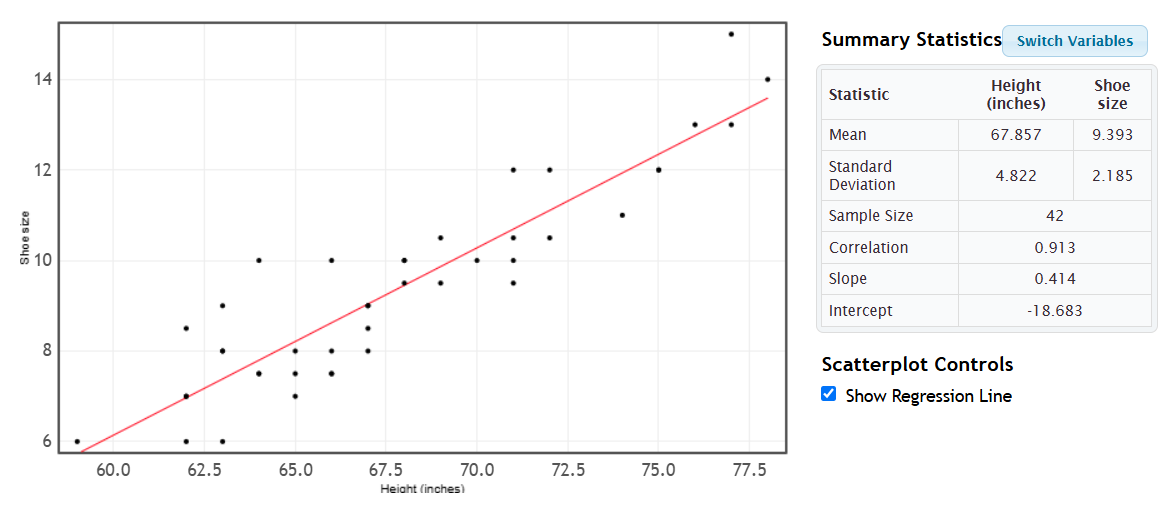 14
12
10
8
6
Shoe size
60.0 62.5 65.0 67.5 70.0 72.5 75.0 77.5
Height (inches)
Summary Statistics
Switch Variables
Statistic Height (inches) Shoe size
Mean 67.857 9.393
Standard Deviation 4.822 2.185
Sample Size 42
Correlation 0.913
Slope 0.414
Intercept -18.683
Scatterplot Controls
Show Regression Line